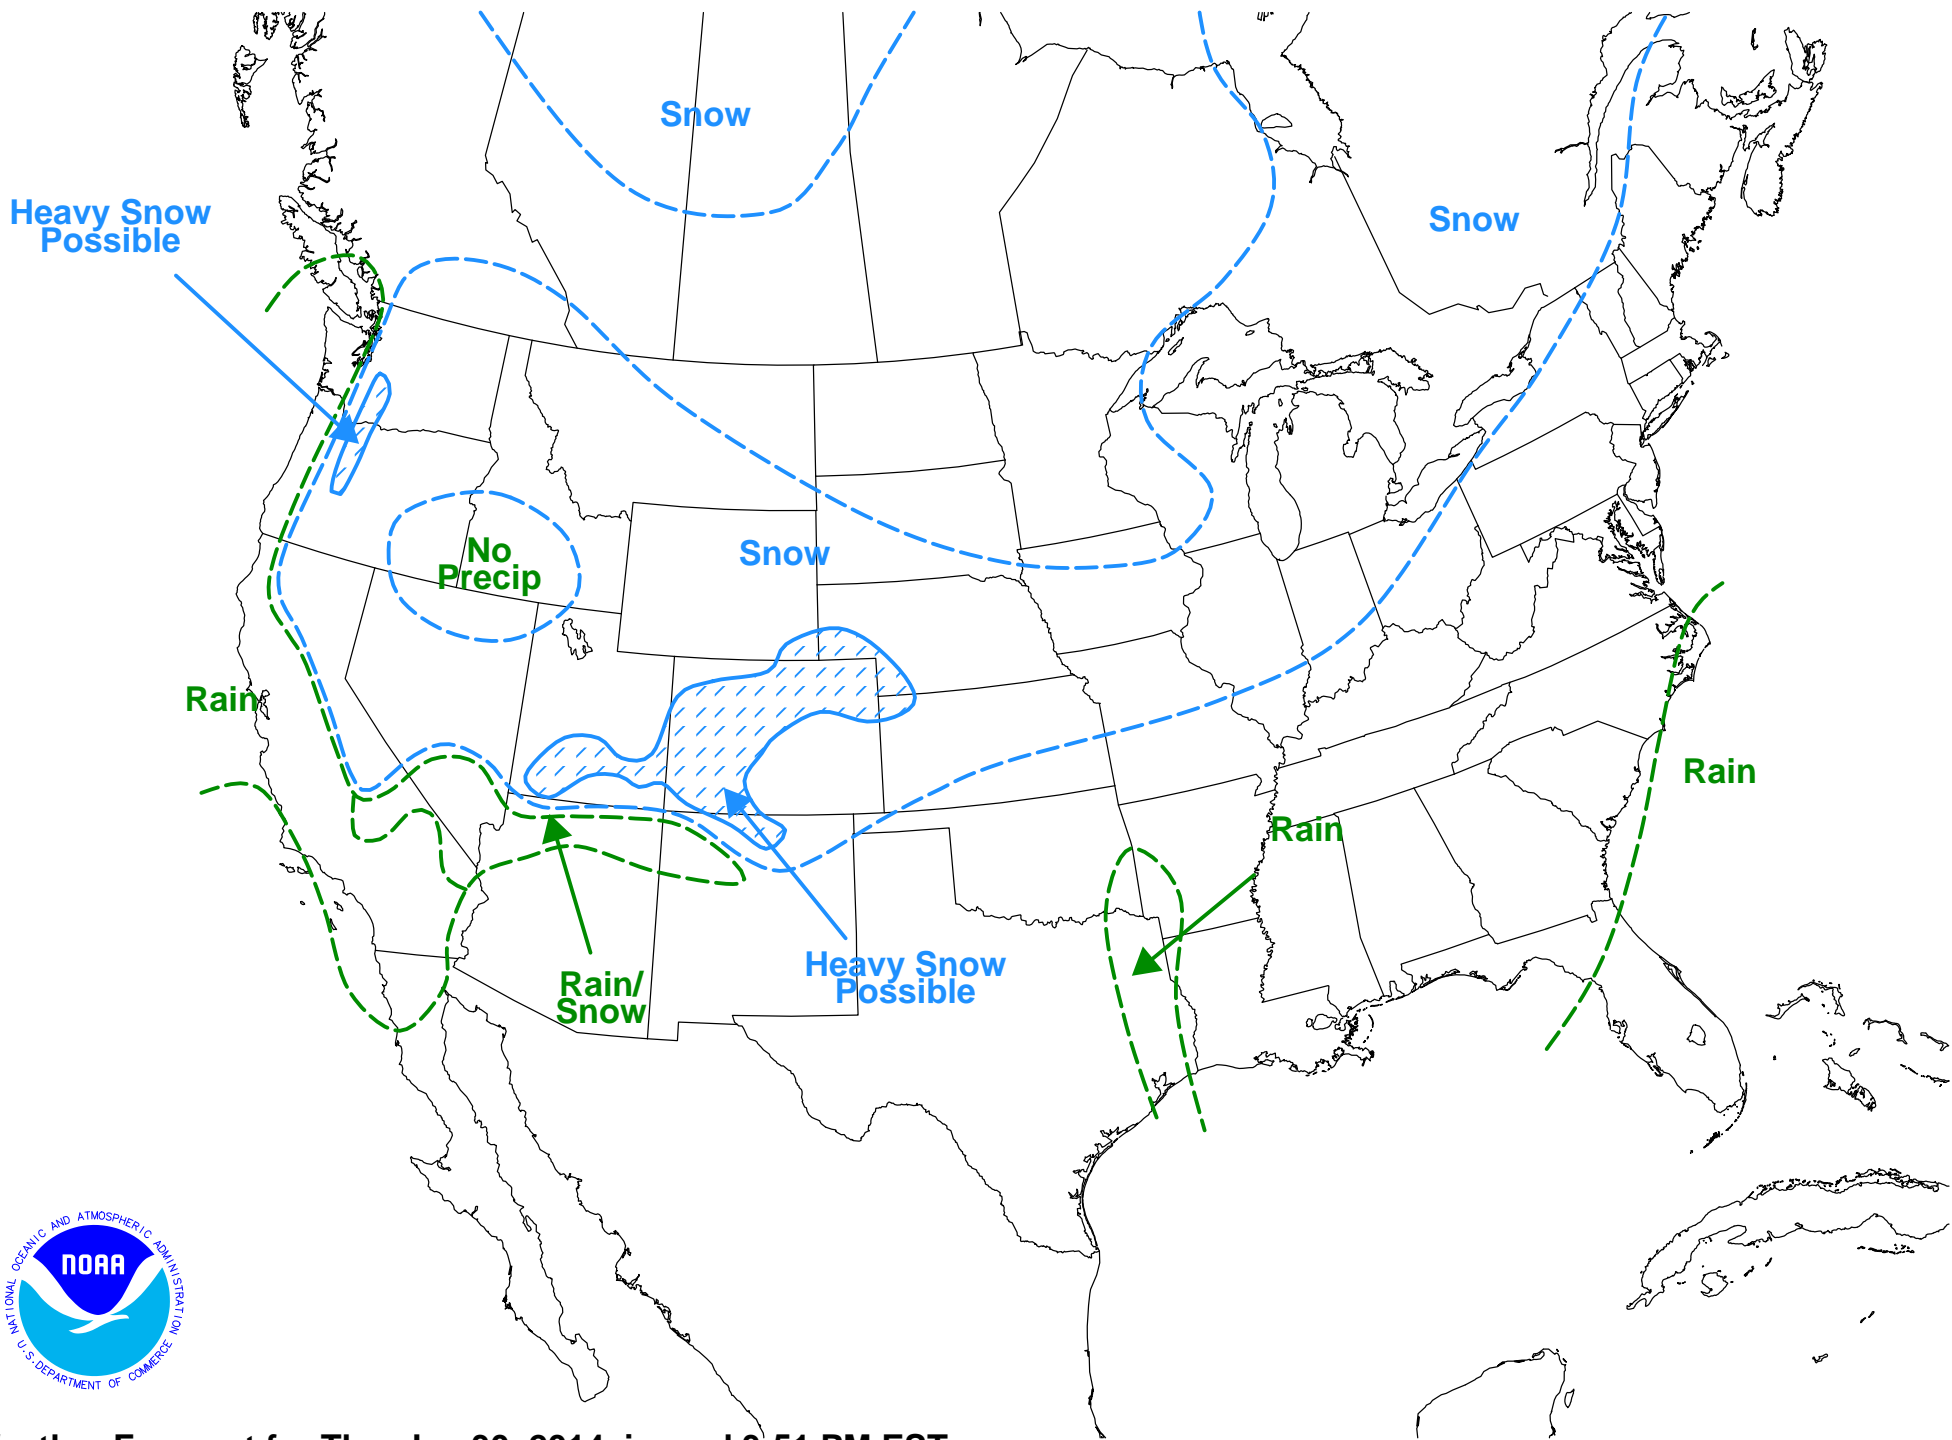 Snow
Heavy Snow
Possible
Snow
No
Precip
Snow
Rain
Rain
Rain
Heavy Snow
Possible
Rain/
Snow
NATIONAL OCEANIC AND ATMOSPHERIC ADMINISTRATION
NOAA
U.S. DEPARTMENT OF COMMERCE